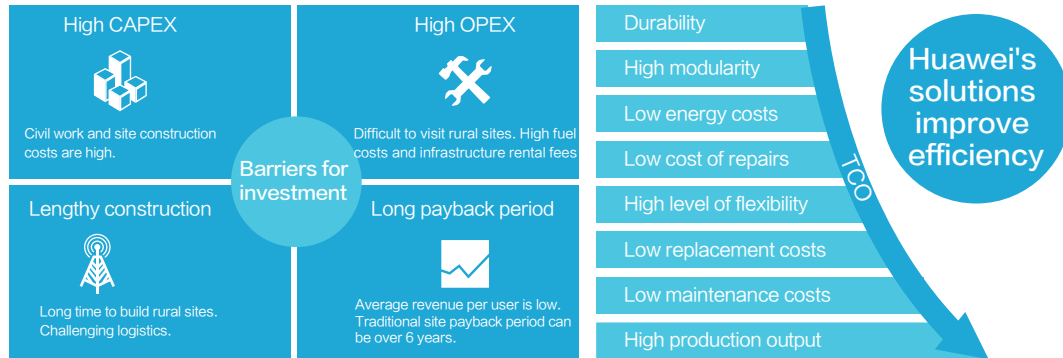 High CAPEX
Civil work and site construction
costs are high.
High OPEX
Difficult to visit rural sites. High fuel
costs and infrastructure rental fees
Barriers for
investment
Lengthy construction
Long time to build rural sites.
Challenging logistics.
Long payback period
Average revenue per user is low.
Traditional site payback period can
be over 6 years.
Durability
High modularity
Low energy costs
Low cost of repairs
High level of flexibility
Low replacement costs
Low maintenance costs
High production output
TCO
Huawei's
solutions
improve
efficiency